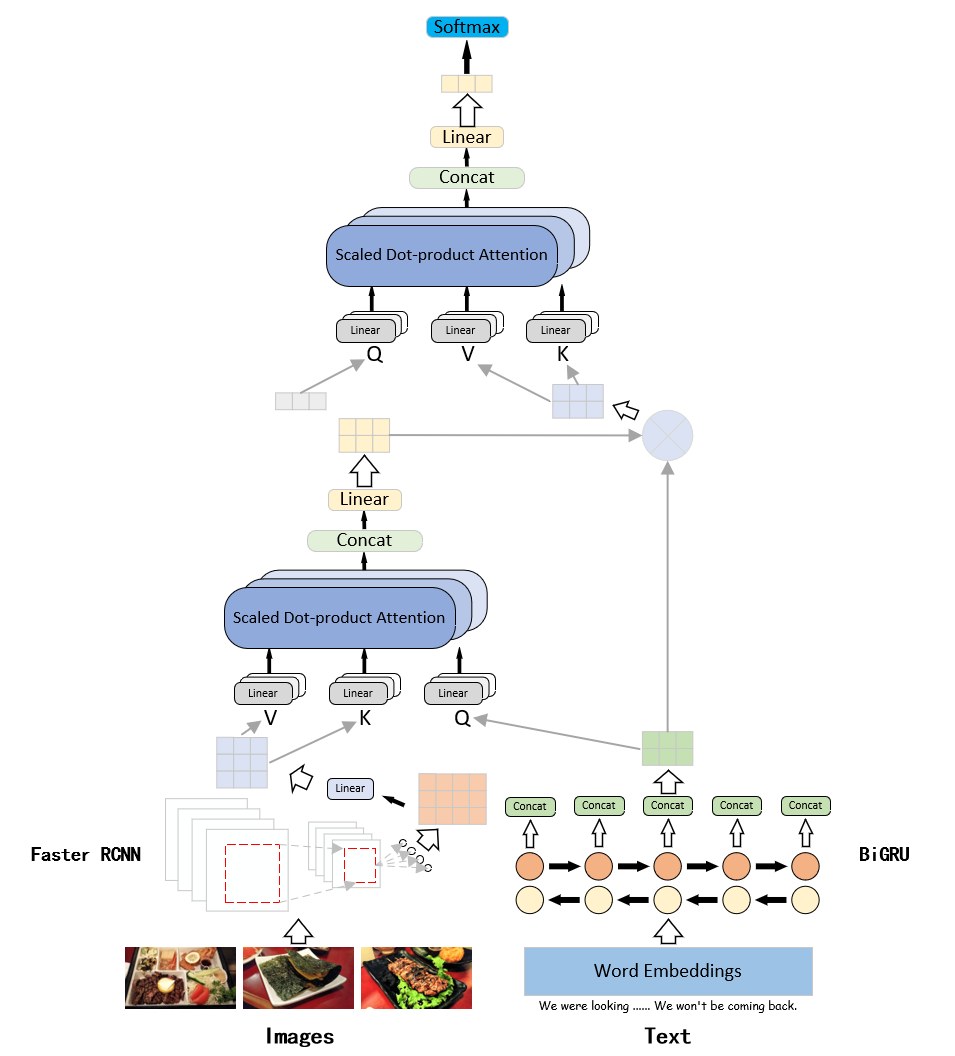 Softmax
Linear
Concat
Scaled Dot-product Attention
Linear Linear Linear
Q V K
Linear
Concat
Scaled Dot-product Attention
Linear Linear Linear
V K Q
Linear
Concat Concat Concat Concat Concat
Faster RCNN
BiGRU
Word Embeddings
We were looking ...... We won't be coming back.
Images
Text